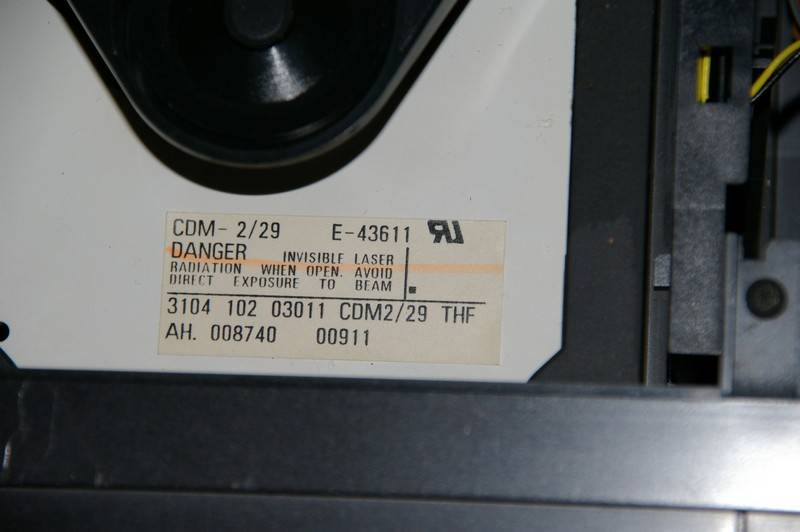 CDM- 2/29 E-43611 RU
DANGER INVISIBLE LASER
RADIATION WHEN OPEN. AVOID
DIRECT EXPOSURE TO BEAM
3104 102 03011 CDM2/29 THF
AH. 008740 00911